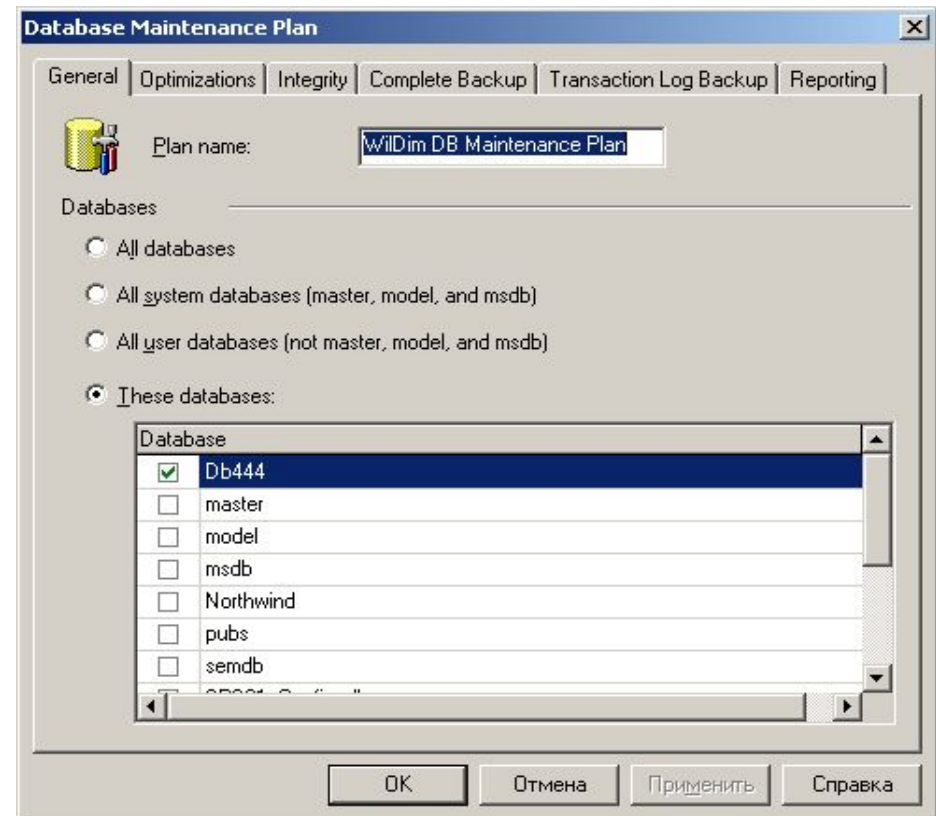 Database Maintenance Plan
General Optimizations Integrity Complete Backup Transaction Log Backup Reporting
Plan name: WilDim DB Maintenance Plan
Databases
All databases
All system databases (master, model, and msdb)
All user databases (not master, model, and msdb)
These databases:
Database
Db444
master
model
msdb
Northwind
pubs
semdb
OK Отмена Применить Справка